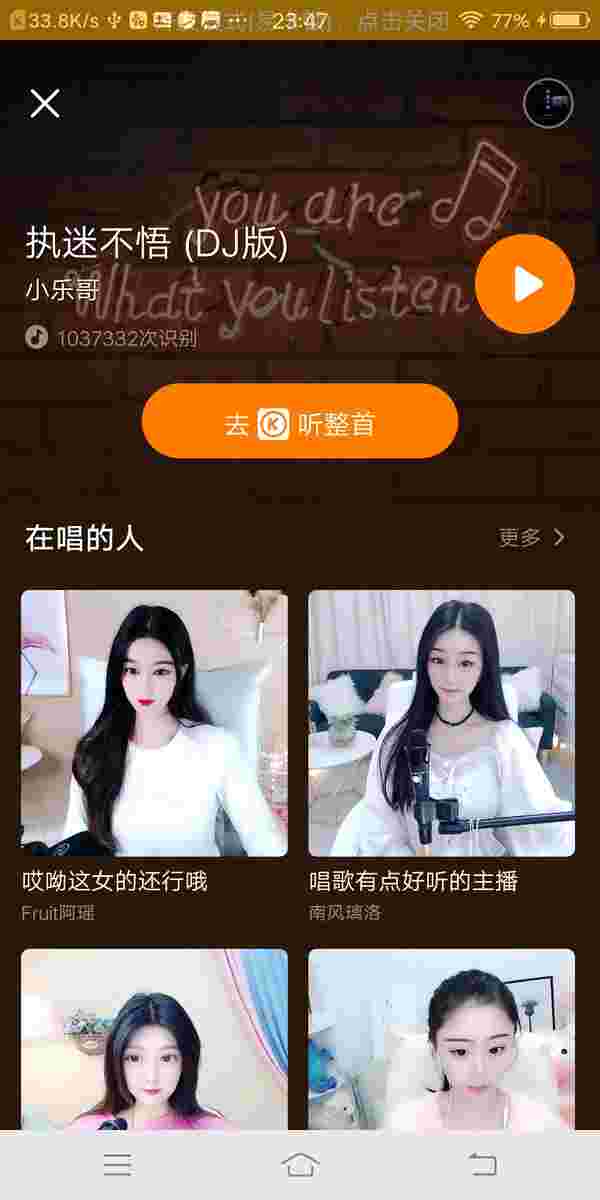 33.8K/s
点击关闭
23:47
77%
you are
What you listen
执迷不悟 (DJ版)
小乐哥
1037332次识别
去 K 听整首
在唱的人
更多
哎呦这女的还行哦
Fruit阿瑶
唱歌有点好听的主播
南风璃洛